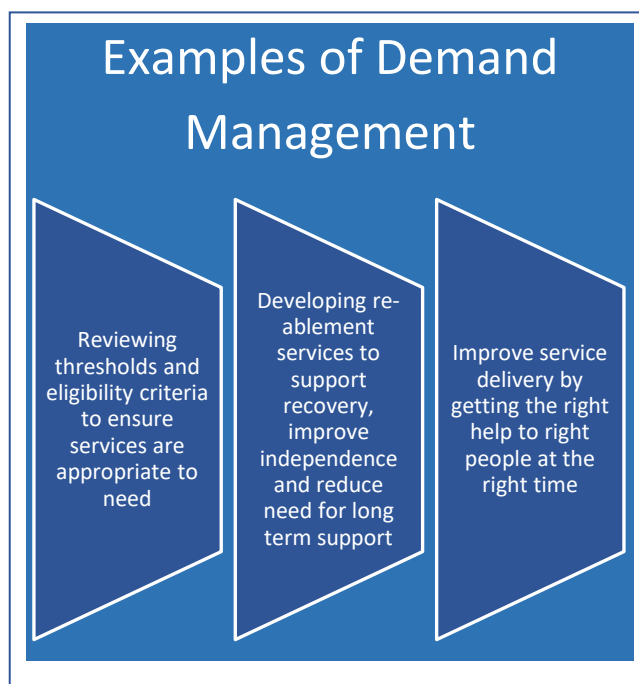 Examples of Demand
Management
Reviewing
thresholds and
eligibility criteria
to ensure
services are
appropriate to
need
Developing re-
ablement
services to
support
recovery,
improve
independence
and reduce
need for long
term support
Improve service
delivery by
getting the right
help to right
people at the
right time